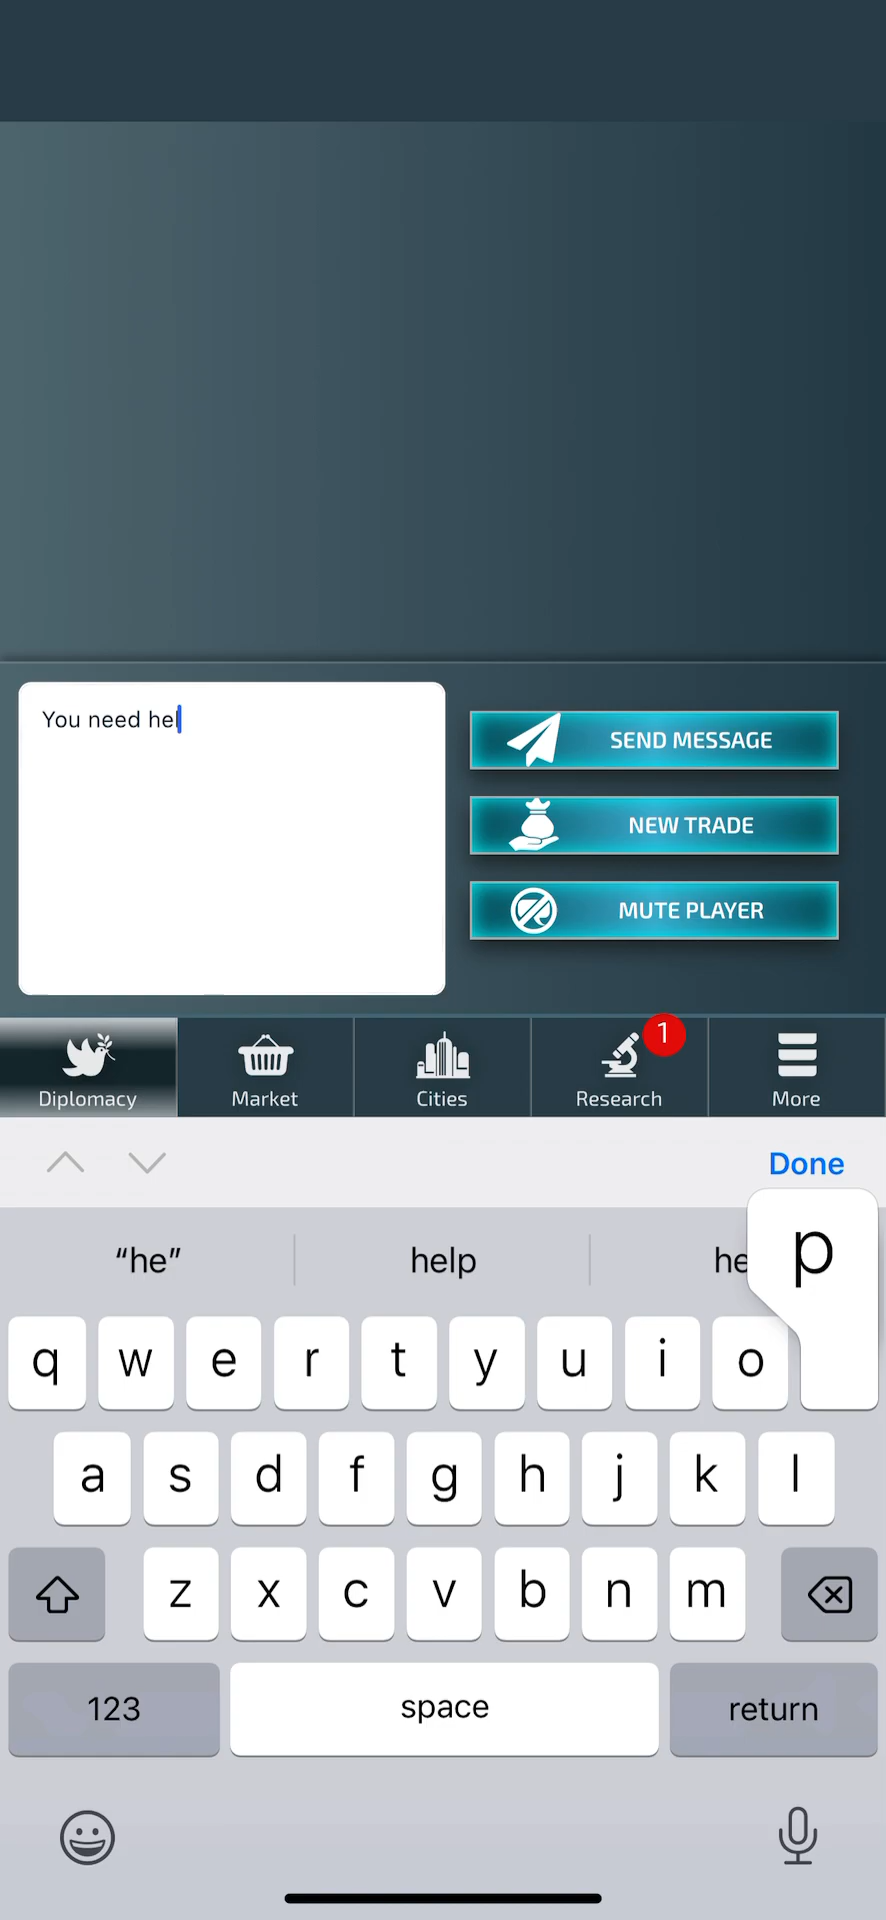 You need hel
SEND MESSAGE
NEW TRADE
MUTE PLAYER
1
Diplomacy
Market
Cities
Research
More
Done
“he”
help
he
p
q w e r t y u i o
a s d f g h j k l
z x c v b n m
123
space
return